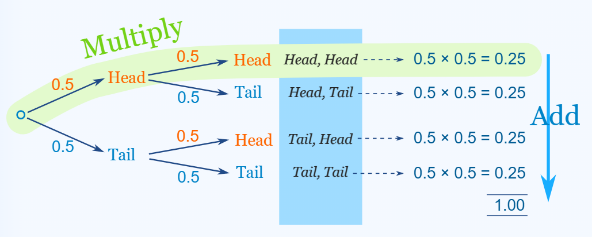 Multiply
0.5 Head 0.5 Head Head, Head 0.5 × 0.5 = 0.25
0.5 Tail Head, Tail 0.5 × 0.5 = 0.25
Add
0.5 Tail 0.5 Head Tail, Head 0.5 × 0.5 = 0.25
0.5 Tail Tail, Tail 0.5 × 0.5 = 0.25
1.00